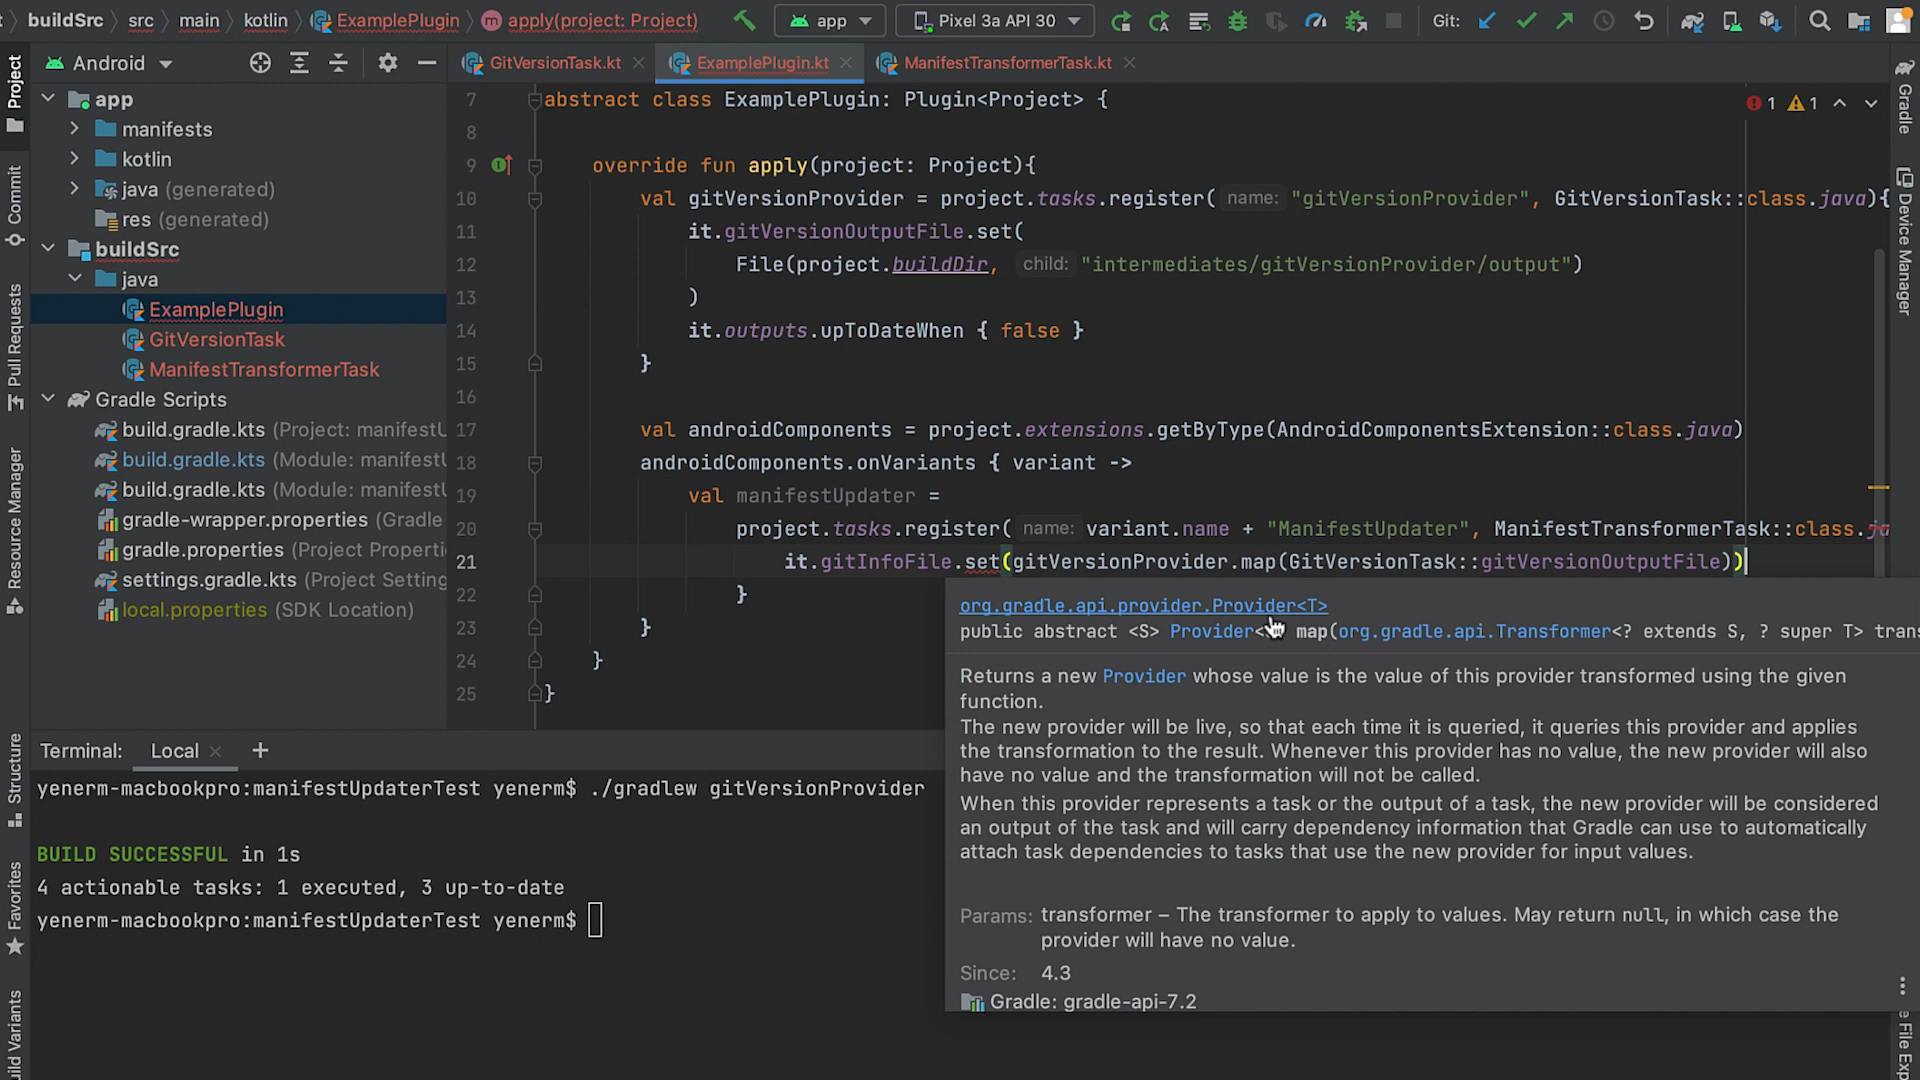 buildSrc src main kotlin ExamplePlugin apply(project: Project) app Pixel 3a API 30 Git:
Project
Commit
Pull Requests
Resource Manager
Structure
Favorites
Android
app
manifests
kotlin
java (generated)
res (generated)
buildSrc
java
ExamplePlugin
GitVersionTask
ManifestTransformerTask
Gradle Scripts
build.gradle.kts (Project: manifestU
build.gradle.kts (Module: manifestU
build.gradle.kts (Module: manifestU
gradle-wrapper.properties (Gradle
gradle.properties (Project Properti
settings.gradle.kts (Project Setting
local.properties (SDK Location)
GitVersionTask.kt ExamplePlugin.kt ManifestTransformerTask.kt
1 1
7 abstract class ExamplePlugin: Plugin<Project> {
8
9 override fun apply(project: Project){
10 val gitVersionProvider = project.tasks.register( name: "gitVersionProvider", GitVersionTask::class.java){
11 it.gitVersionOutputFile.set(
12 File(project.buildDir, child: "intermediates/gitVersionProvider/output")
13 )
14 it.outputs.upToDateWhen { false }
15 }
16
17 val androidComponents = project.extensions.getByType(AndroidComponentsExtension::class.java)
18 androidComponents.onVariants { variant ->
19 val manifestUpdater =
20 project.tasks.register( name: variant.name + "ManifestUpdater", ManifestTransformerTask::class.ja
21 it.gitInfoFile.set(gitVersionProvider.map(GitVersionTask::gitVersionOutputFile))
22 }
23 }
24 }
25 }
org.gradle.api.provider.Provider<T>
public abstract <S> Provider< map(org.gradle.api.Transformer<? extends S, ? super T> trans
Returns a new Provider whose value is the value of this provider transformed using the given
function.
The new provider will be live, so that each time it is queried, it queries this provider and applies
the transformation to the result. Whenever this provider has no value, the new provider will also
have no value and the transformation will not be called.
When this provider represents a task or the output of a task, the new provider will be considered
an output of the task and will carry dependency information that Gradle can use to automatically
attach task dependencies to tasks that use the new provider for input values.
Params: transformer – The transformer to apply to values. May return null, in which case the
provider will have no value.
Since: 4.3
Gradle: gradle-api-7.2
Terminal: Local
yenerm-macbookpro:manifestUpdaterTest yenerm$ ./gradlew gitVersionProvider
BUILD SUCCESSFUL in 1s
4 actionable tasks: 1 executed, 3 up-to-date
yenerm-macbookpro:manifestUpdaterTest yenerm$
uild Variants
Gradle
Device Manager
e File Exp